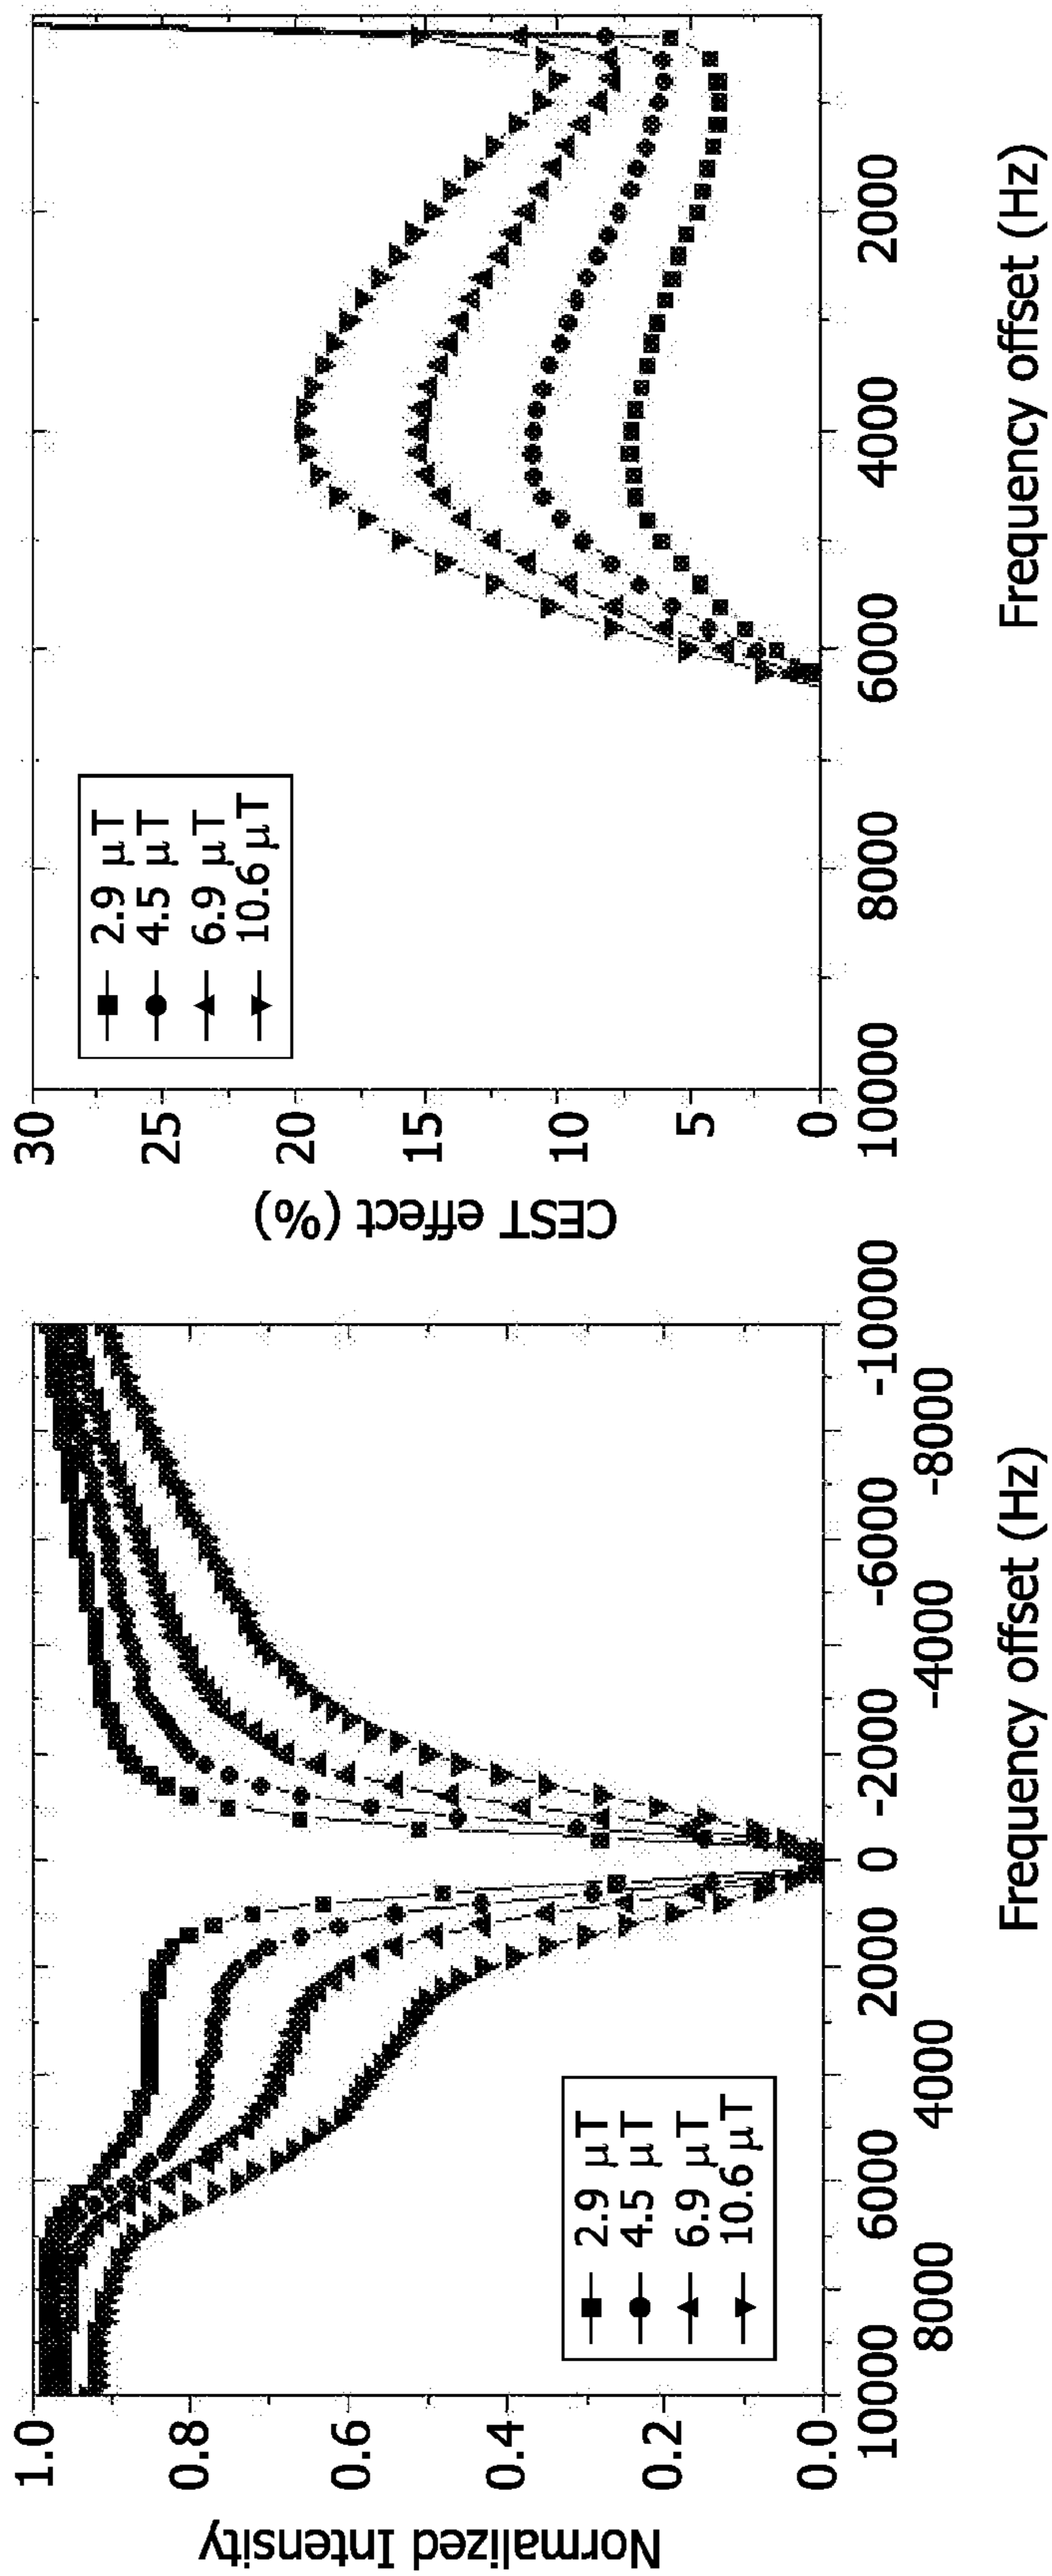 Normalized Intensity
1.0
0.8
0.6
0.4
0.2
0.0
2.9 μT
4.5 μT
6.9 μT
10.6 μT
10000 6000 2000 0 -2000 -6000 -10000
8000 4000 -4000 -8000
Frequency offset (Hz)
CEST effect (%)
30
25
20
15
10
5
0
2.9 μT
4.5 μT
6.9 μT
10.6 μT
10000 8000 6000 4000 2000
Frequency offset (Hz)